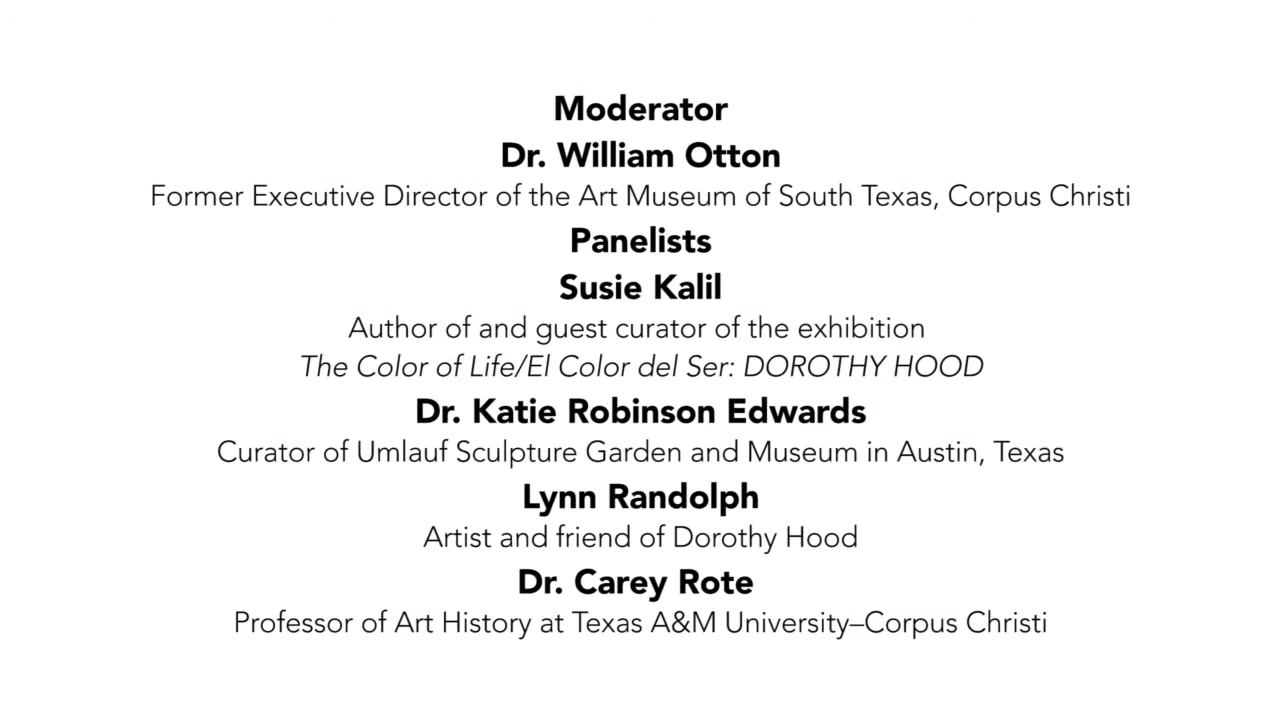 Moderator
Dr. William Otton
Former Executive Director of the Art Museum of South Texas, Corpus Christi
Panelists
Susie Kalil
Author of and guest curator of the exhibition
The Color of Life/El Color del Ser: DOROTHY HOOD
Dr. Katie Robinson Edwards
Curator of Umlauf Sculpture Garden and Museum in Austin, Texas
Lynn Randolph
Artist and friend of Dorothy Hood
Dr. Carey Rote
Professor of Art History at Texas A&M University–Corpus Christi